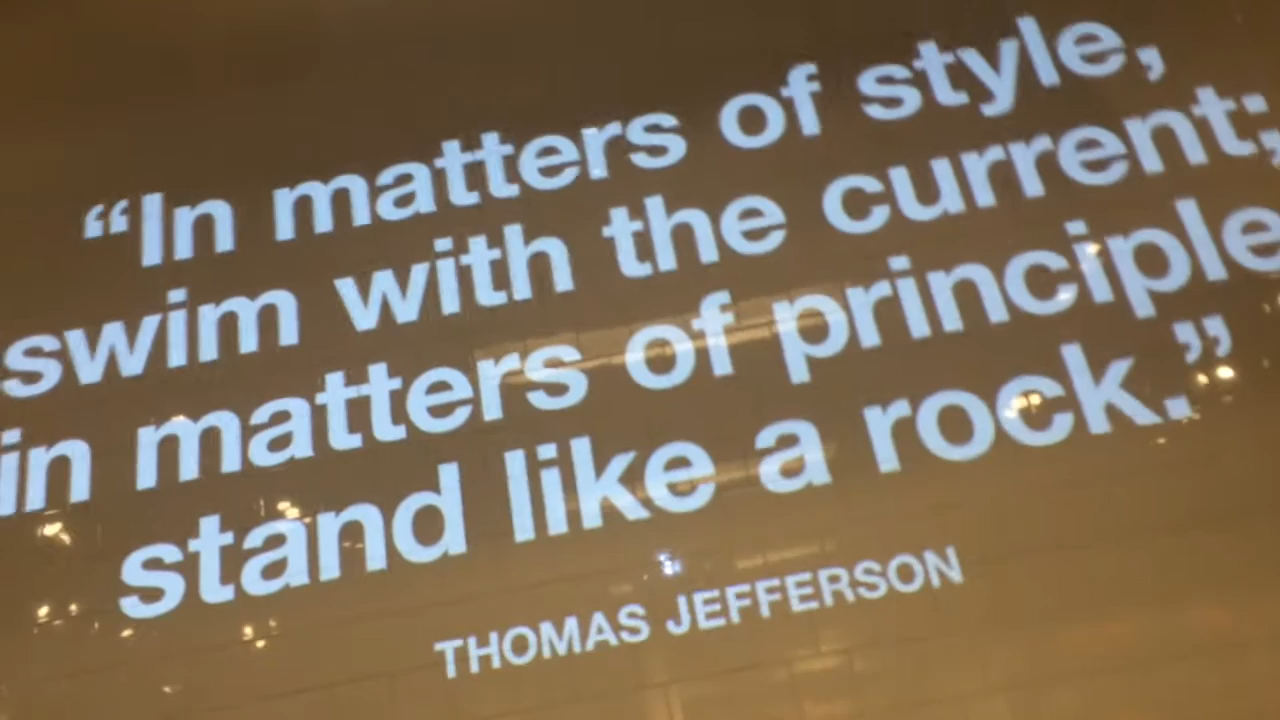 “In matters of style,
swim with the current;
in matters of principle
stand like a rock.”
THOMAS JEFFERSON